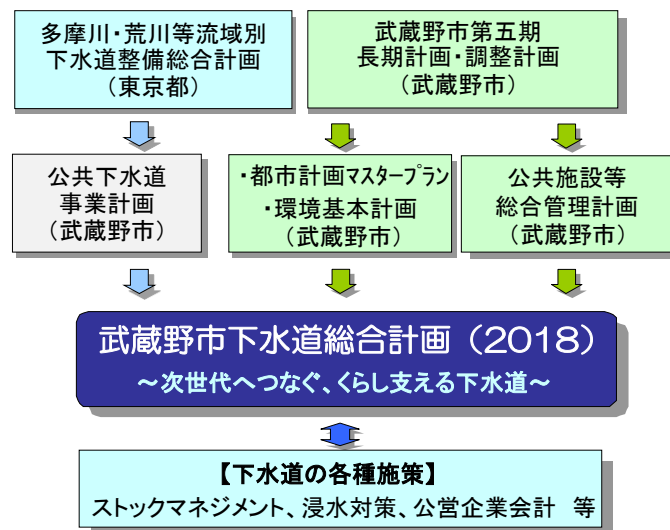 多摩川・荒川等流域別
下水道整備総合計画
（東京都）
武蔵野市第五期
長期計画・調整計画
（武蔵野市）
公共下水道
事業計画
（武蔵野市）
・都市計画マスタープラン
・環境基本計画
（武蔵野市）
公共施設等
総合管理計画
（武蔵野市）
武蔵野市下水道総合計画（2018）
～次世代へつなぐ、くらし支える下水道～
【下水道の各種施策】
ストックマネジメント、浸水対策、公営企業会計　等